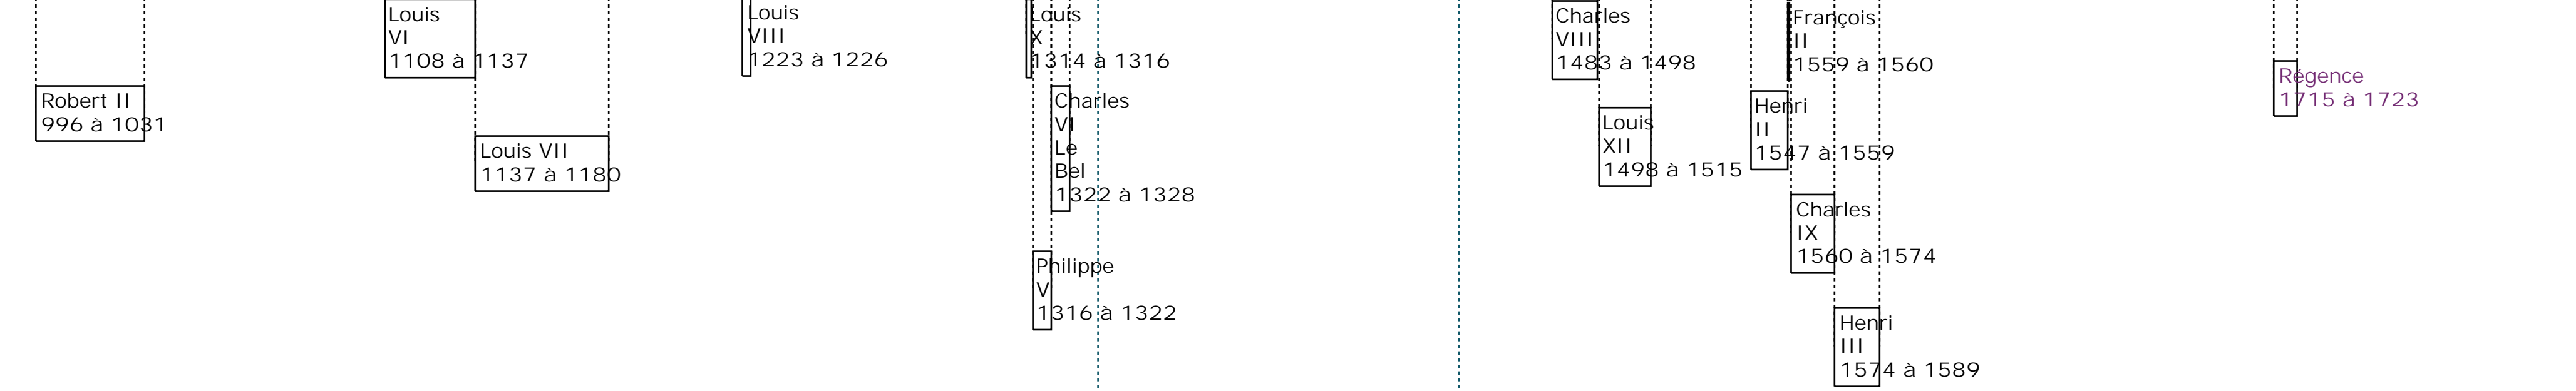 Robert II
996 à 1031
Louis
VI
1108 à 1137
Louis VII
1137 à 1180
Louis
VIII
1223 à 1226
Louis
X
1314 à 1316
Charles
VI
Le
Bel
1322 à 1328
Philippe
V
1316 à 1322
Charles
VIII
1483 à 1498
Louis
XII
1498 à 1515
Henri
II
1547 à 1559
François
II
1559 à 1560
Charles
IX
1560 à 1574
Henri
III
1574 à 1589
Régence
1715 à 1723